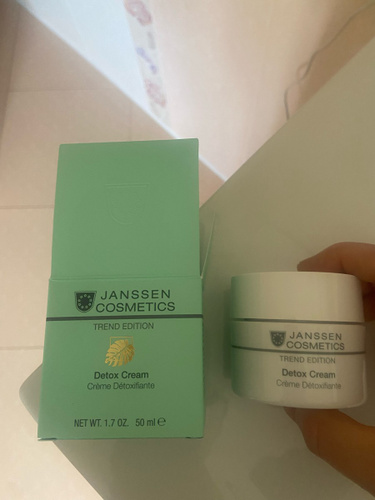 JANSSEN
COSMETICS
TREND EDITION
Detox Cream
Crème Détoxifiante
NET WT. 1.7 OZ. 50 ml ℮
JANSSEN
COSMETICS
TREND EDITION
Detox Cream
Crème Détoxifiante